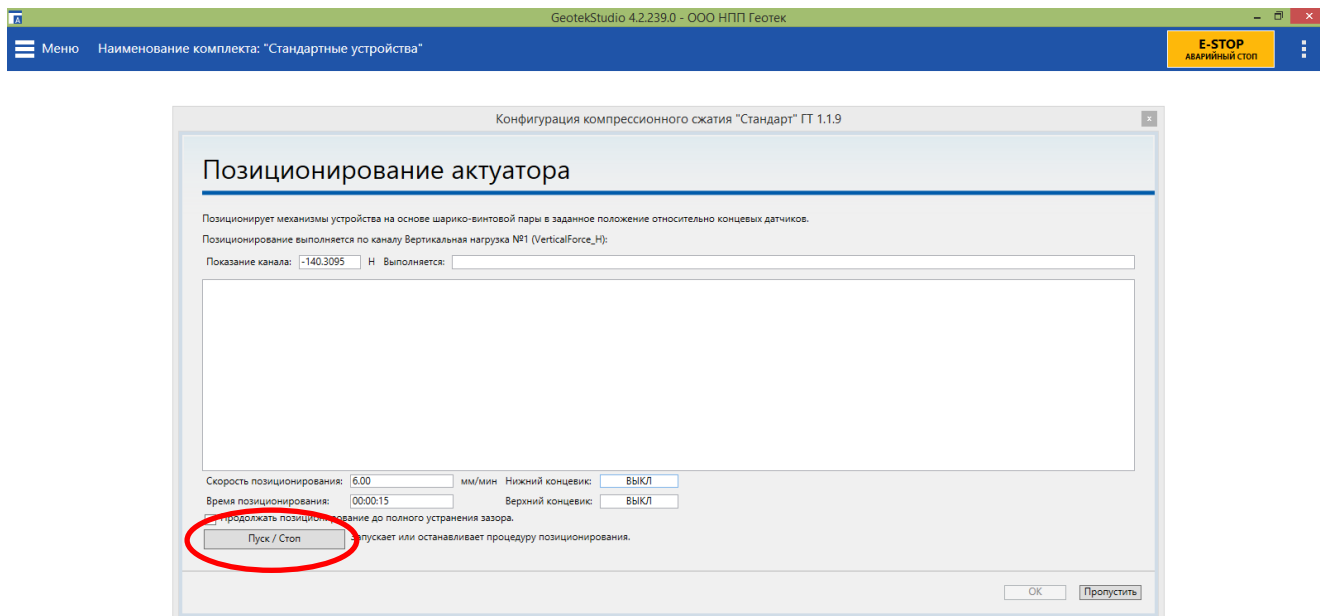 GeotekStudio 4.2.239.0 - ООО НПП Геотек
Меню Наименование комплекта: "Стандартные устройства"
E-STOP
АВАРИЙНЫЙ СТОП
Конфигурация компрессионного сжатия "Стандарт" ГТ 1.1.9
Позиционирование актуатора
Позиционирует механизмы устройства на основе шарико-винтовой пары в заданное положение относительно концевых датчиков.
Позиционирование выполняется по каналу Вертикальная нагрузка №1 (VerticalForce_H):
Показание канала: -140.3095 Н Выполняется:
Скорость позиционирования: 6.00 мм/мин Нижний концевик: ВЫКЛ
Время позиционирования: 00:00:15 Верхний концевик: ВЫКЛ
Продолжать позиционирование до полного устранения зазора.
Пуск / Стоп Запускает или останавливает процедуру позиционирования.
ОК Пропустить